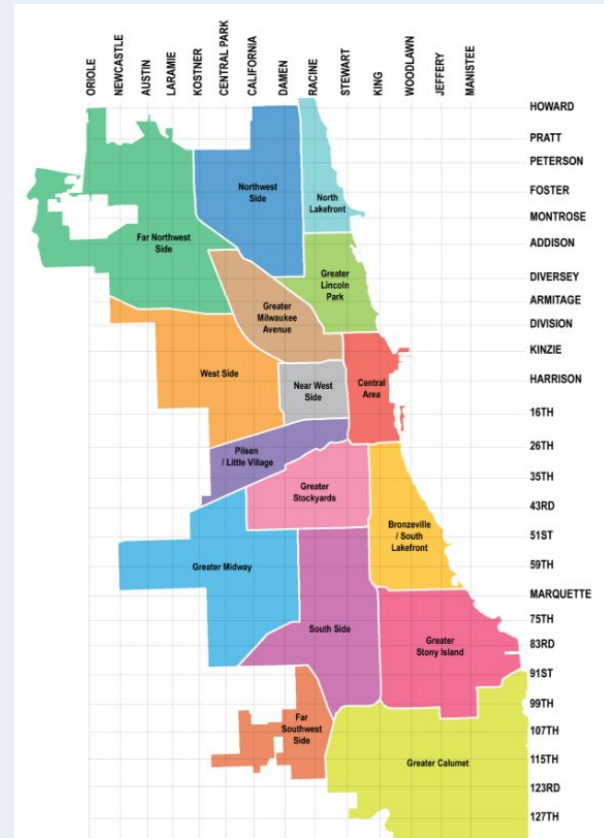 ORIOLE
NEWCASTLE
AUSTIN
LARAMIE
KOSTNER
CENTRAL PARK
CALIFORNIA
DAMEN
RACINE
STEWART
KING
WOODLAWN
JEFFERY
MANISTEE
HOWARD
PRATT
PETERSON
FOSTER
MONTROSE
ADDISON
DIVERSEY
ARMITAGE
DIVISION
KINZIE
HARRISON
16TH
26TH
35TH
43RD
51ST
59TH
MARQUETTE
75TH
83RD
91ST
99TH
107TH
115TH
123RD
127TH
Northwest
Side
North
Lakefront
Far Northwest
Side
Greater
Lincoln
Park
Greater
Milwaukee
Avenue
West Side
Near West
Side
Central
Area
Pilsen
/ Little Village
Greater
Stockyards
Bronzeville
/ South
Lakefront
Greater Midway
South Side
Greater
Stony Island
Far
Southwest
Side
Greater Calumet